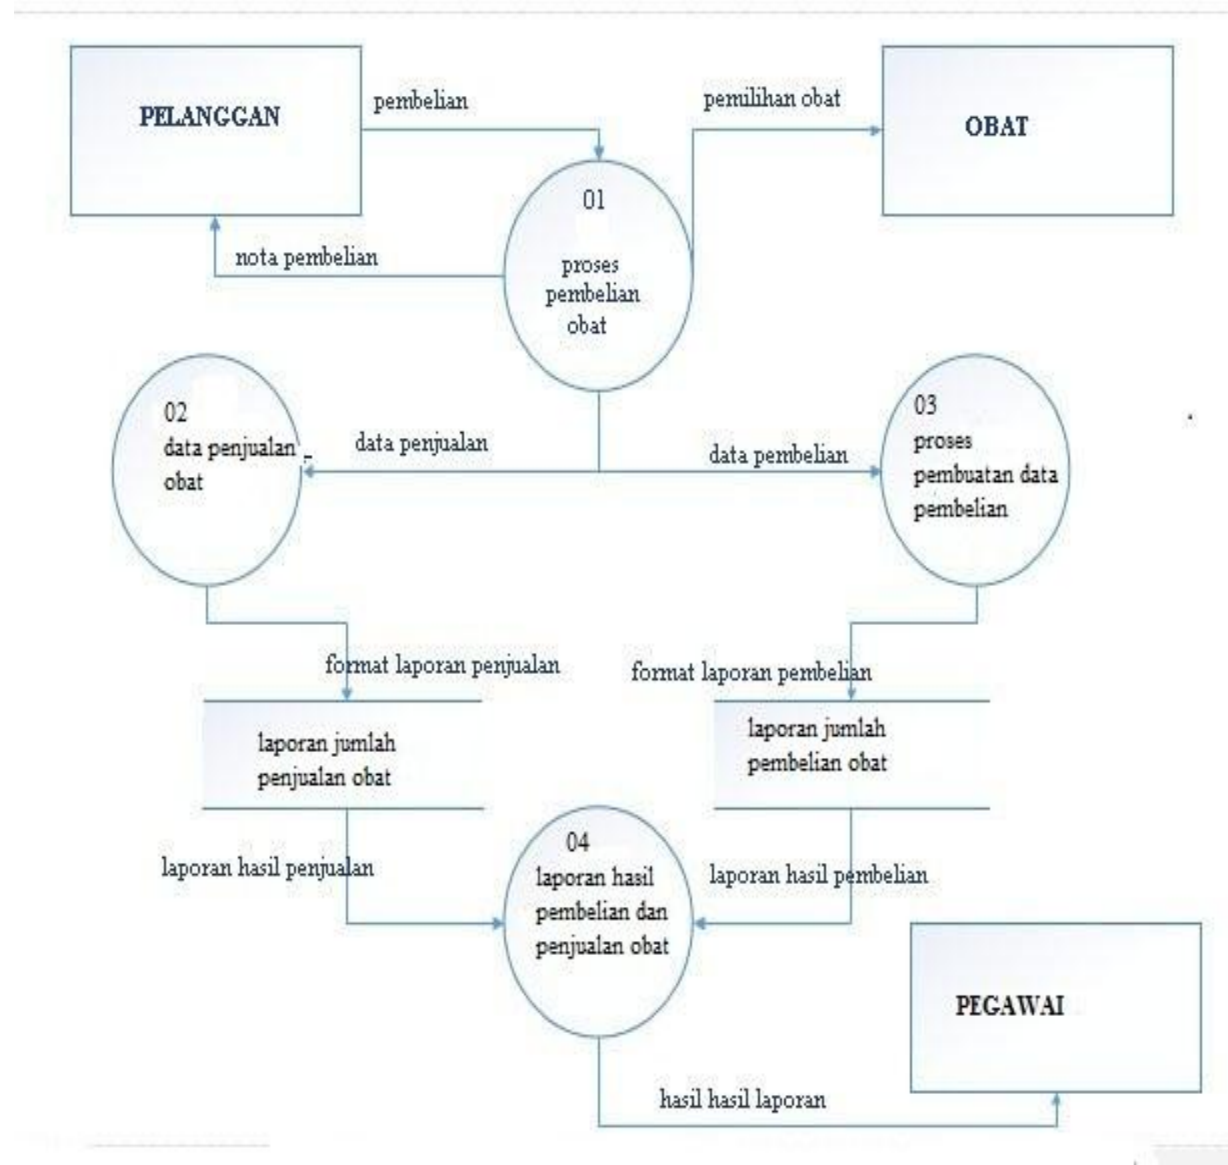 PELANGGAN
pembelian
pemilihan obat
OBAT
01
proses
pembelian
obat
nota pembelian
02
data penjualan
obat
data penjualan
data pembelian
03
proses
pembuatan data
pembelian
format laporan penjualan
format laporan pembelian
laporan jumlah
penjualan obat
laporan jumlah
pembelian obat
laporan hasil penjualan
04
laporan hasil
pembelian dan
penjualan obat
laporan hasil pembelian
PEGAWAI
hasil hasil laporan